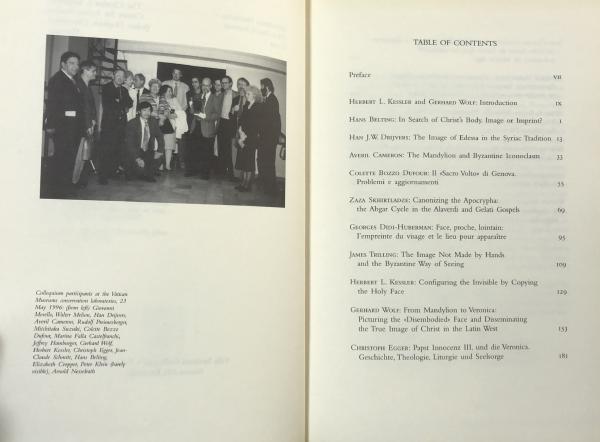 Colloquium participants at the Vatican
Museums conservation laboratories, 23
May 1996: (from left) Giovanni
Morello, Walter Melion, Han Drijvers,
Averil Cameron, Rudolf Preimesberger,
Michitaka Suzuki, Colette Bozzo
Dufour, Marina Falla Castelfranchi,
Jeffrey Hamburger, Gerhard Wolf,
Herbert Kessler, Christoph Egger, Jean-
Claude Schmitt, Hans Belting,
Elizabeth Cropper, Peter Klein (barely
visible), Arnold Nesselrath
TABLE OF CONTENTS
Preface VII
HERBERT L. KESSLER and GERHARD WOLF: Introduction IX
HANS BELTING: In Search of Christ's Body. Image or Imprint? 1
HAN J.W. DRIJVERS: The Image of Edessa in the Syriac Tradition 13
AVERIL CAMERON: The Mandylion and Byzantine Iconoclasm 33
COLETTE BOZZO DUFOUR: Il «Sacro Volto» di Genova.
Problemi e aggiornamenti 55
ZAZA SKHIRTLADZE: Canonizing the Apocrypha:
the Abgar Cycle in the Alaverdi and Gelati Gospels 69
GEORGES DIDI-HUBERMAN: Face, proche, lointain:
l'empreinte du visage et le lieu pour apparaître 95
JAMES TRILLING: The Image Not Made by Hands
and the Byzantine Way of Seeing 109
HERBERT L. KESSLER: Configuring the Invisible by Copying
the Holy Face 129
GERHARD WOLF: From Mandylion to Veronica:
Picturing the «Disembodied» Face and Disseminating
the True Image of Christ in the Latin West 153
CHRISTOPH EGGER: Papst Innocenz III. und die Veronica.
Geschichte, Theologie, Liturgie und Seelsorge 181